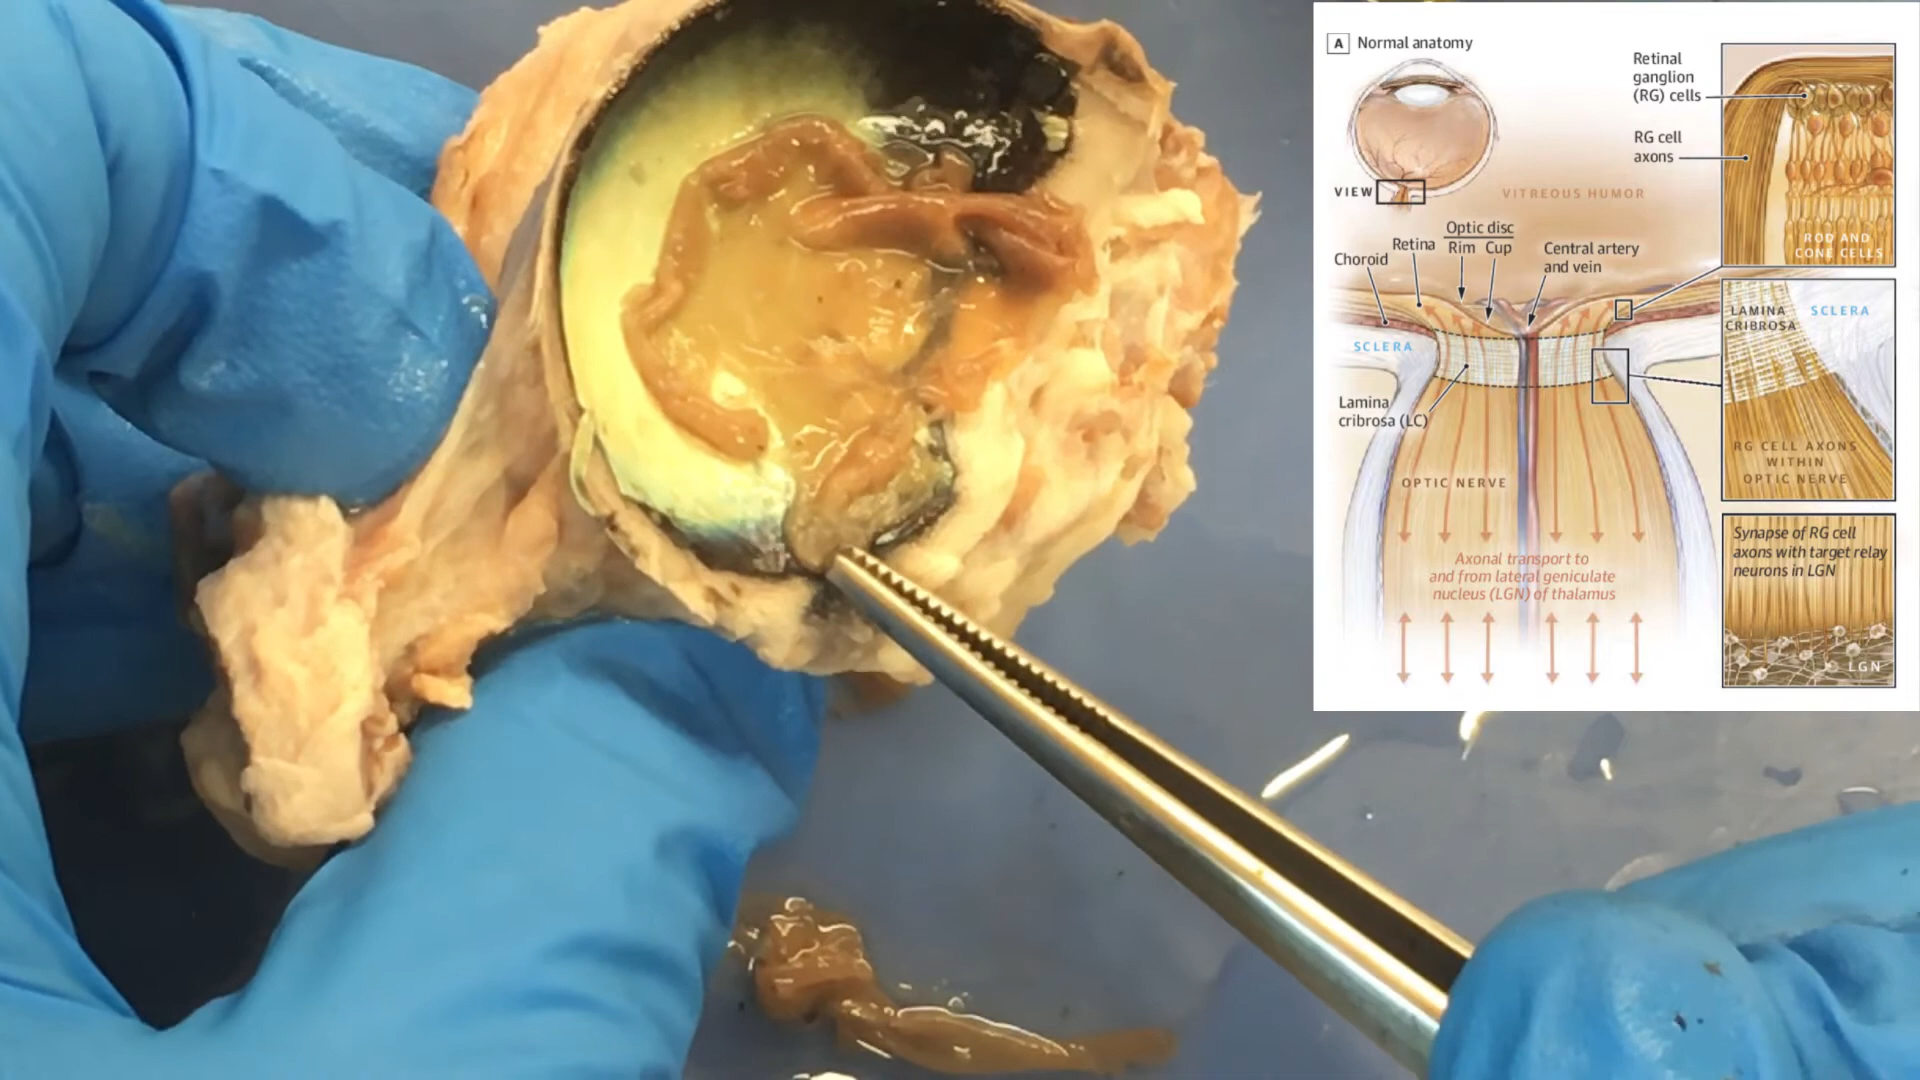 A Normal anatomy
Retinal
ganglion
(RG) cells
RG cell
axons
VIEW
VITREOUS HUMOR
ROD AND
CONE CELLS
Optic disc
Rim Cup
Retina
Choroid
Central artery
and vein
SCLERA
LAMINA
CRIBROSA
SCLERA
Lamina
cribrosa (LC)
RG CELL AXONS
WITHIN
OPTIC NERVE
OPTIC NERVE
Axonal transport to
and from lateral geniculate
nucleus (LGN) of thalamus
Synapse of RG cell
axons with target relay
neurons in LGN
LGN